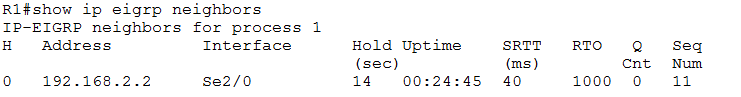 R1#show ip eigrp neighbors
IP-EIGRP neighbors for process 1
H Address Interface Hold Uptime SRTT RTO Q Seq
(sec) (ms) Cnt Num
0 192.168.2.2 Se2/0 14 00:24:45 40 1000 0 11